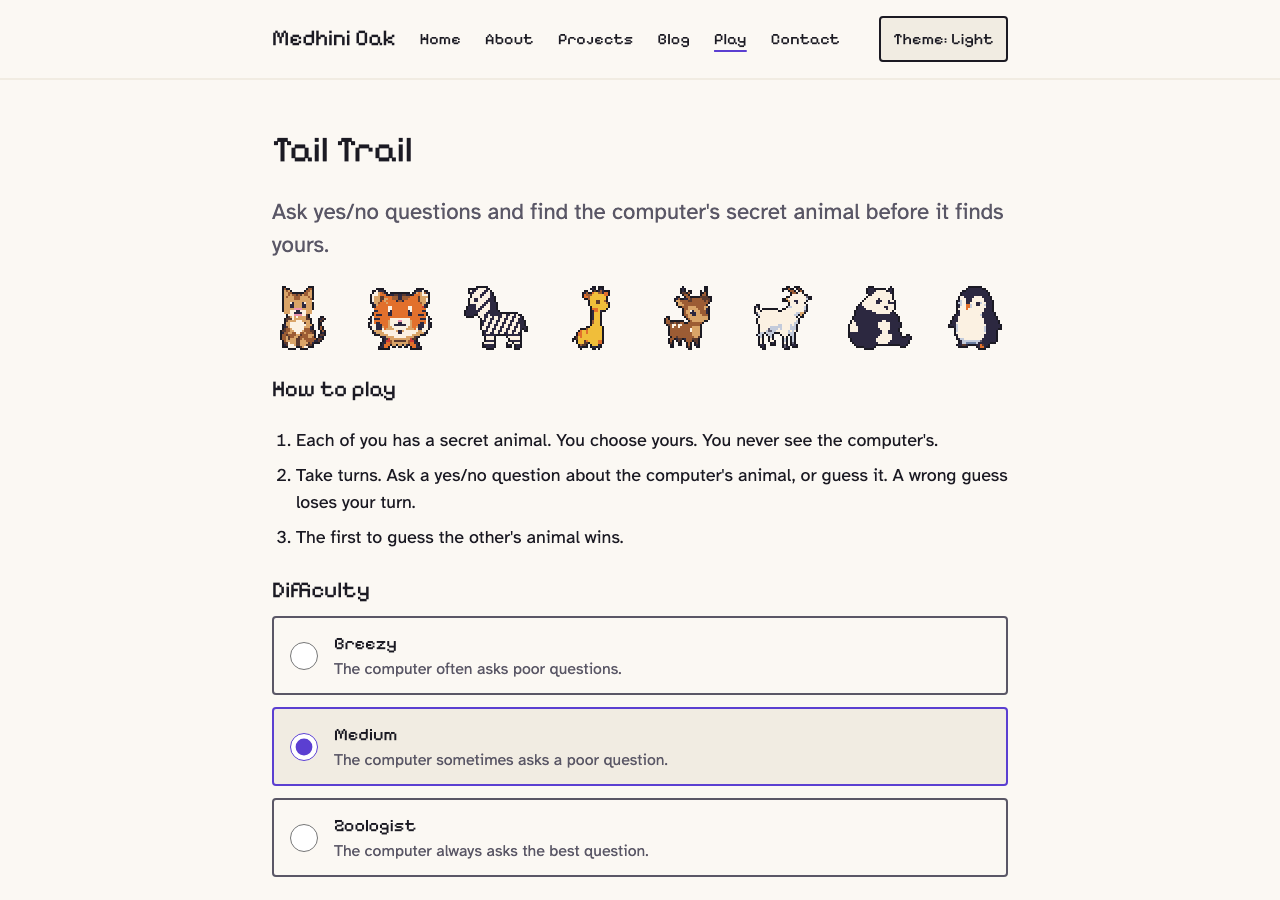 Medhini Oak
Home
About
Projects
Blog
Play
Contact
Theme: Light
Tail Trail
Ask yes/no questions and find the computer's secret animal before it finds
yours.
How to play
1. Each of you has a secret animal. You choose yours. You never see the computer's.
2. Take turns. Ask a yes/no question about the computer's animal, or guess it. A wrong guess
loses your turn.
3. The first to guess the other's animal wins.
Difficulty
Breezy
The computer often asks poor questions.
Medium
The computer sometimes asks a poor question.
Zoologist
The computer always asks the best question.